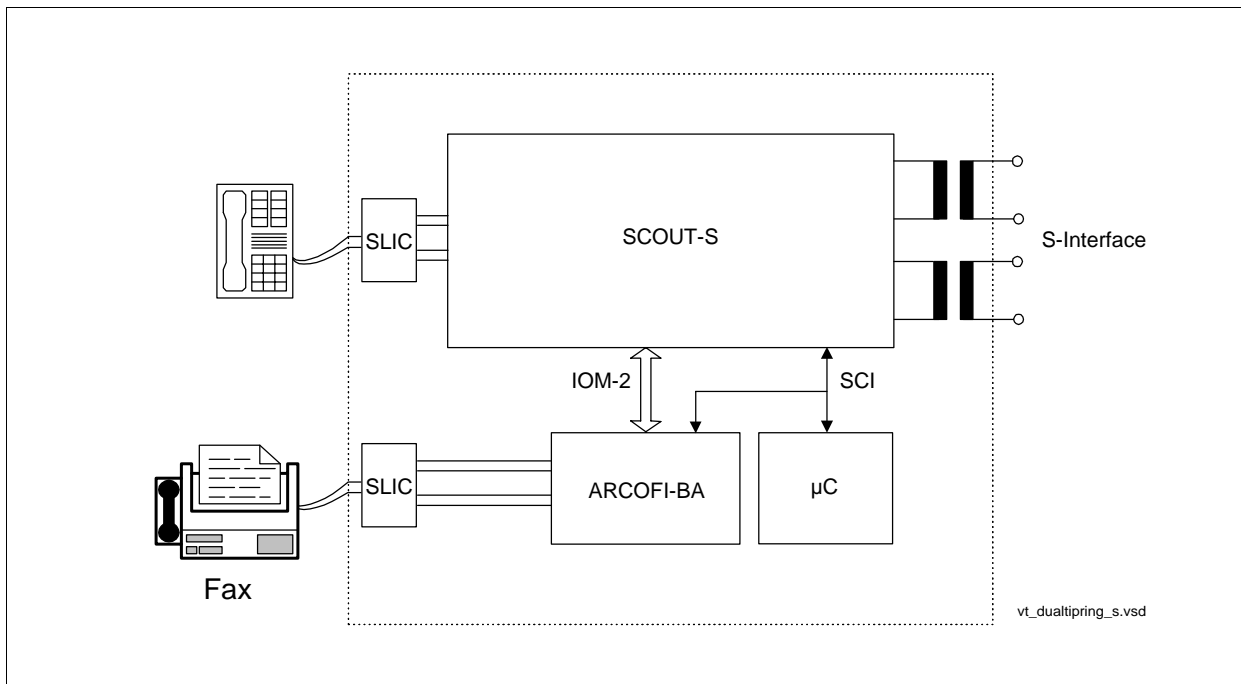 SLIC
SCOUT-S
S-Interface
IOM-2
SCI
SLIC
ARCOFI-BA
µC
Fax
vt_dualtipring_s.vsd